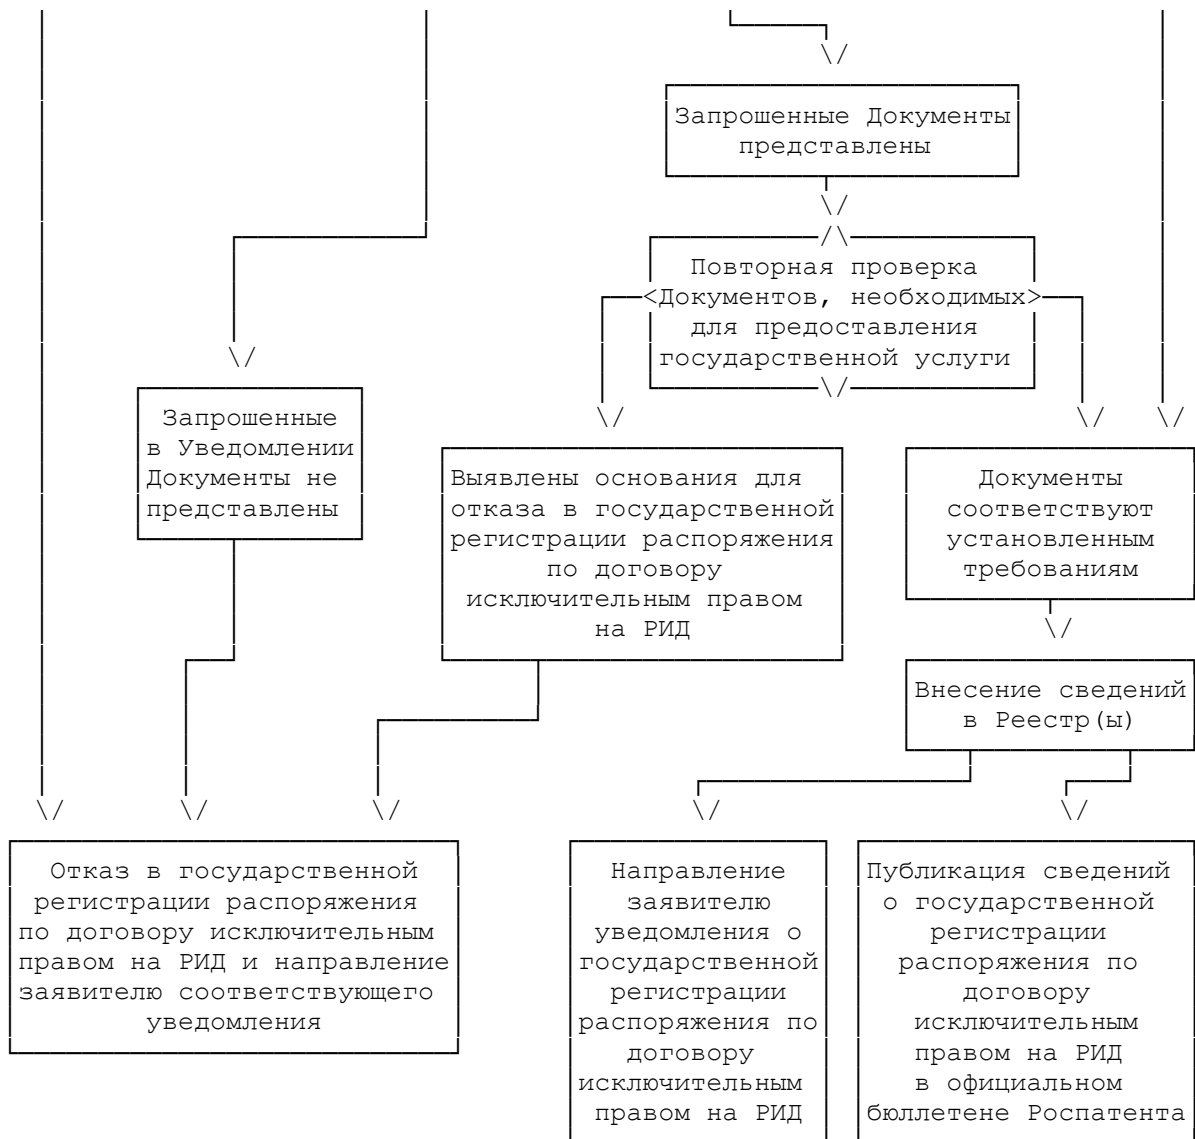 Запрошенные Документы
представлены
Повторная проверка
<Документов, необходимых>
для предоставления
государственной услуги
Запрошенные
в Уведомлении
Документы не
представлены
Выявлены основания для
отказа в государственной
регистрации распоряжения
по договору
исключительным правом
на РИД
Документы
соответствуют
установленным
требованиям
Внесение сведений
в Реестр(ы)
Отказ в государственной
регистрации распоряжения
по договору исключительным
правом на РИД и направление
заявителю соответствующего
уведомления
Направление
заявителю
уведомления о
государственной
регистрации
распоряжения по
договору
исключительным
правом на РИД
Публикация сведений
о государственной
регистрации
распоряжения по
договору
исключительным
правом на РИД
в официальном
бюллетене Роспатента